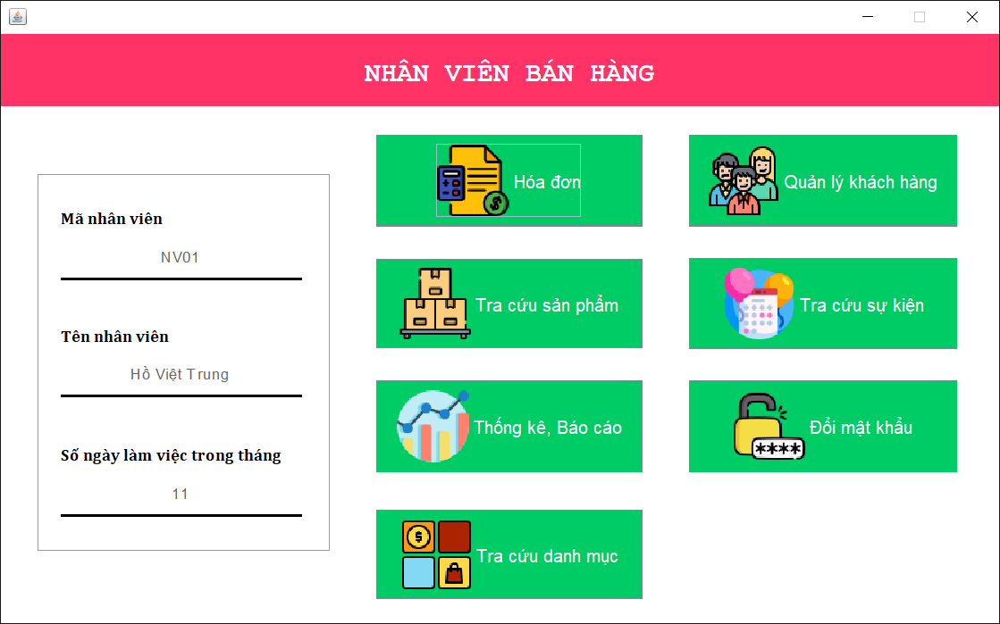 NHÂN VIÊN BÁN HÀNG
Mã nhân viên
NV01
Tên nhân viên
Hồ Việt Trung
Số ngày làm việc trong tháng
11
Hóa đơn
Quản lý khách hàng
Tra cứu sản phẩm
Tra cứu sự kiện
Thống kê, Báo cáo
Đổi mật khẩu
****
Tra cứu danh mục